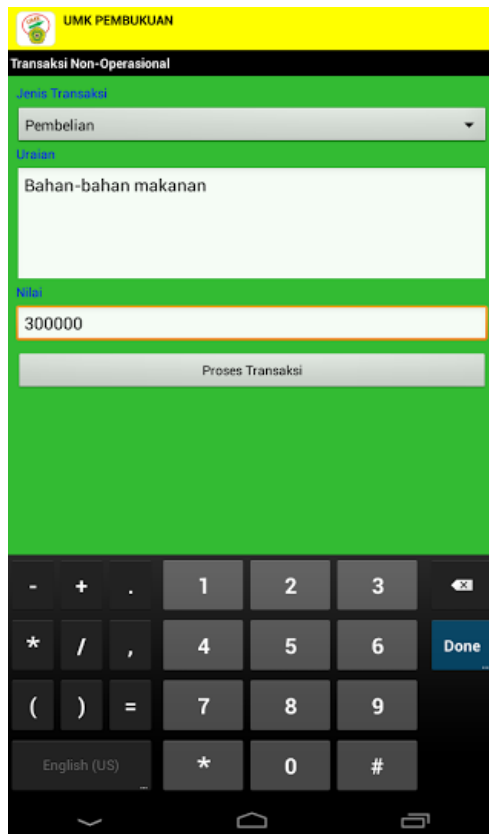 UMK PEMBUKUAN
Transaksi Non-Operasional
Jenis Transaksi
Pembelian
Uraian
Bahan-bahan makanan
Nilai
300000
Proses Transaksi
- + . 1 2 3
* / , 4 5 6 Done
( ) = 7 8 9
English (US) * 0 #